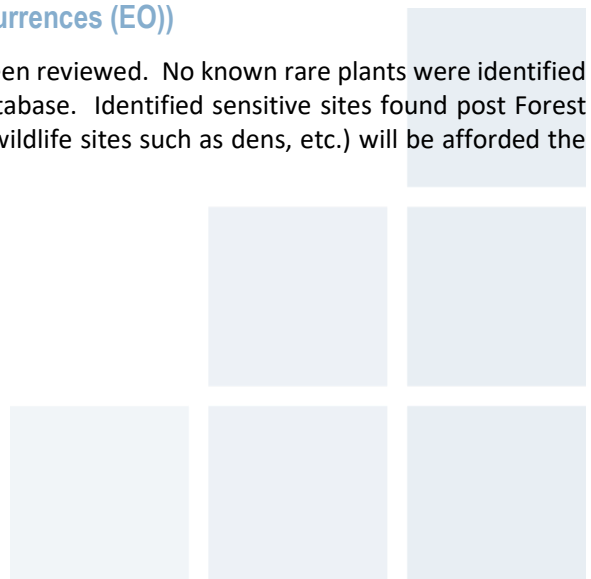 urrences (EO))
en reviewed. No known rare plants were identified
tabase. Identified sensitive sites found post Forest
wildlife sites such as dens, etc.) will be afforded the